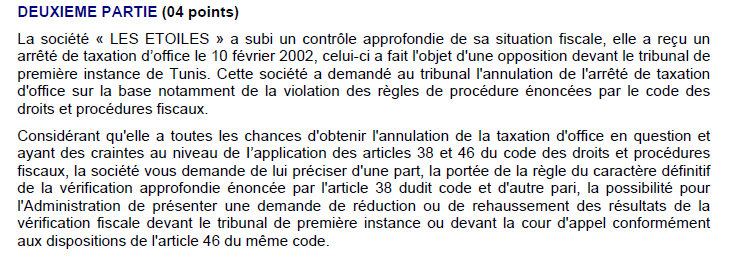 DEUXIEME PARTIE (04 points)
La société « LES ETOILES » a subi un contrôle approfondie de sa situation fiscale, elle a reçu un
arrêté de taxation d'office le 10 février 2002, celui-ci a fait l'objet d'une opposition devant le tribunal de
première instance de Tunis. Cette société a demandé au tribunal l'annulation de l'arrêté de taxation
d'office sur la base notamment de la violation des règles de procédure énoncées par le code des
droits et procédures fiscaux.
Considérant qu'elle a toutes les chances d'obtenir l'annulation de la taxation d'office en question et
ayant des craintes au niveau de l'application des articles 38 et 46 du code des droits et procédures
fiscaux, la société vous demande de lui préciser d'une part, la portée de la règle du caractère définitif
de la vérification approfondie énoncée par l'article 38 dudit code et d'autre pari, la possibilité pour
l'Administration de présenter une demande de réduction ou de rehaussement des résultats de la
vérification fiscale devant le tribunal de première instance ou devant la cour d'appel conformément
aux dispositions de l'article 46 du même code.